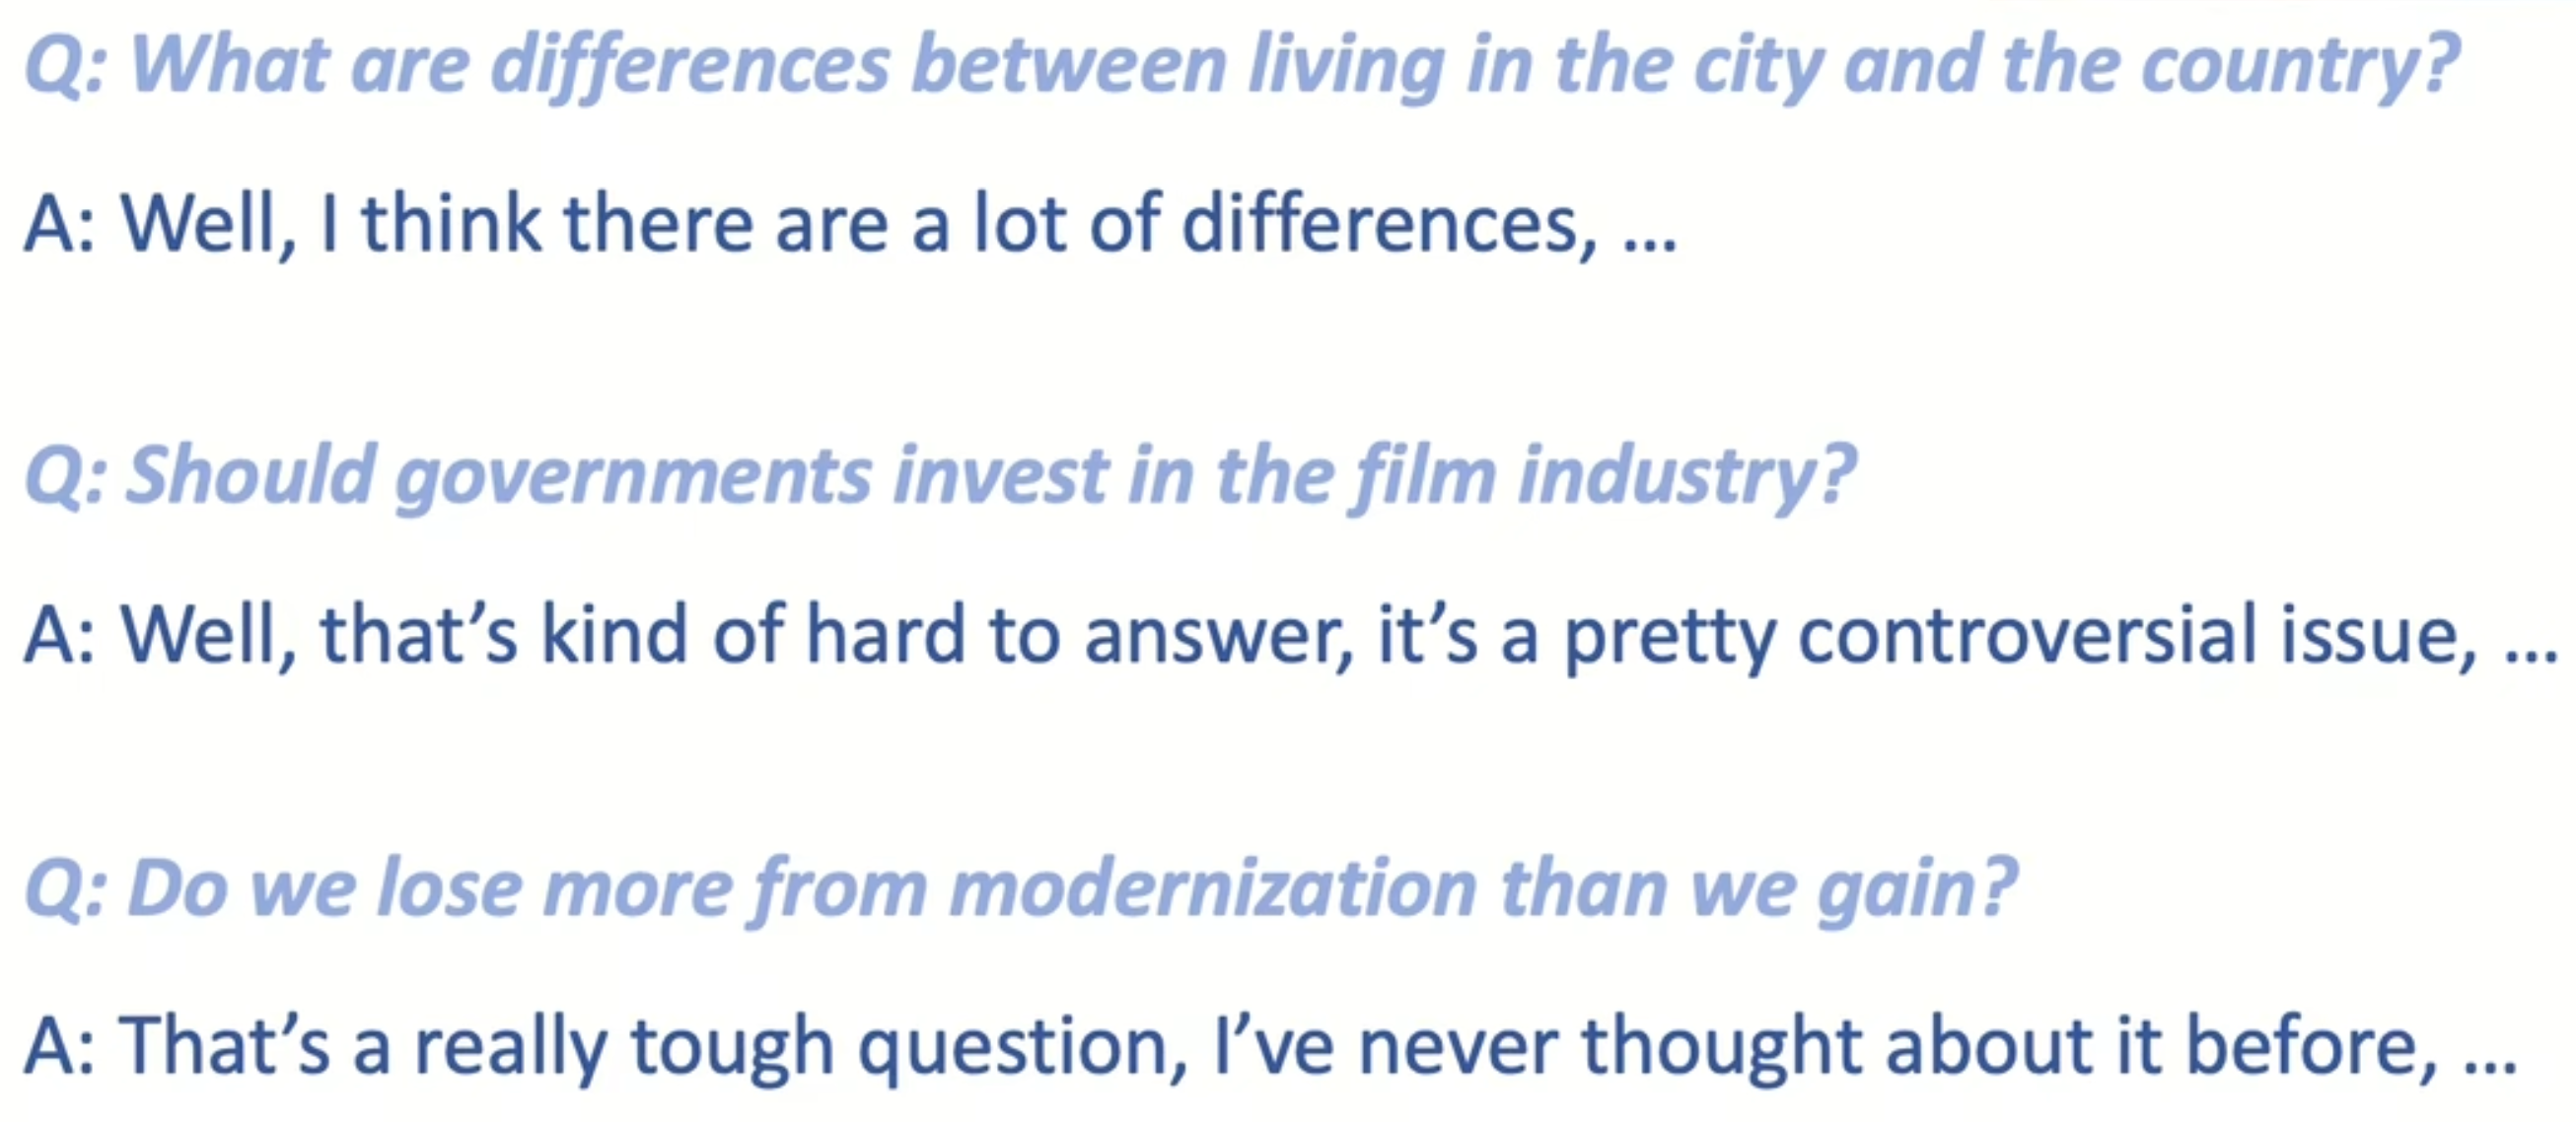 Q: What are differences between living in the city and the country?
A: Well, I think there are a lot of differences, ...
Q: Should governments invest in the film industry?
A: Well, that’s kind of hard to answer, it’s a pretty controversial issue, ...
Q: Do we lose more from modernization than we gain?
A: That’s a really tough question, I’ve never thought about it before, ...